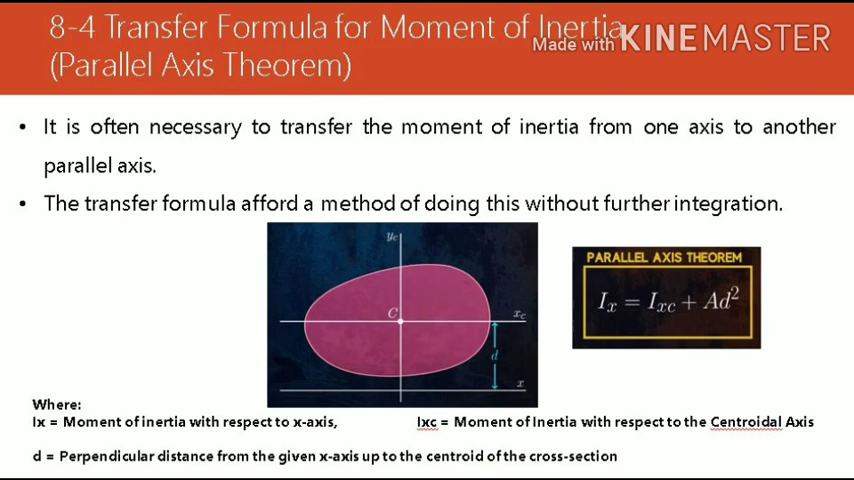 8-4 Transfer Formula for Moment of Inertia
Made with KINEMASTER
(Parallel Axis Theorem)
• It is often necessary to transfer the moment of inertia from one axis to another
parallel axis.
• The transfer formula afford a method of doing this without further integration.
y_c
C
x_c
d
x
PARALLEL AXIS THEOREM
I_x = I_xc + Ad²
Where:
Ix = Moment of inertia with respect to x-axis, Ixc = Moment of Inertia with respect to the Centroidal Axis
d = Perpendicular distance from the given x-axis up to the centroid of the cross-section